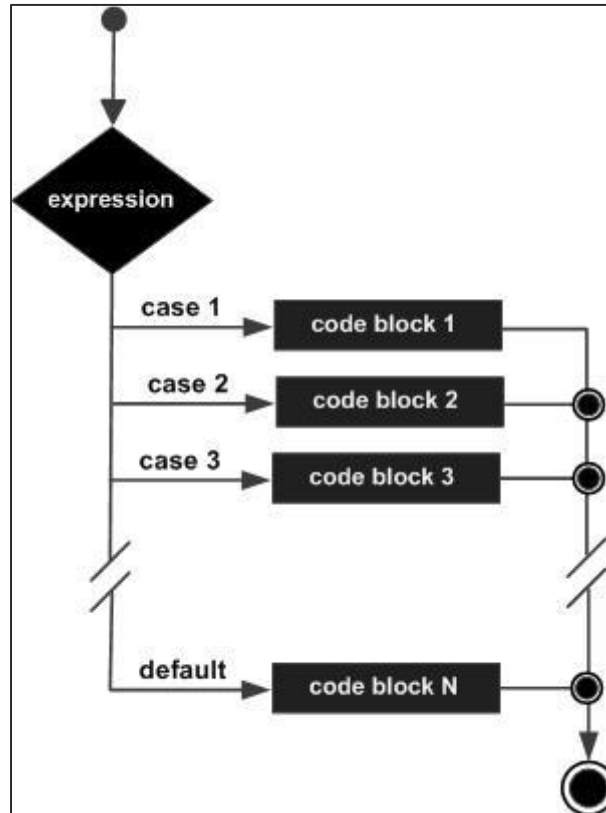 expression
case 1
code block 1
case 2
code block 2
case 3
code block 3
default
code block N